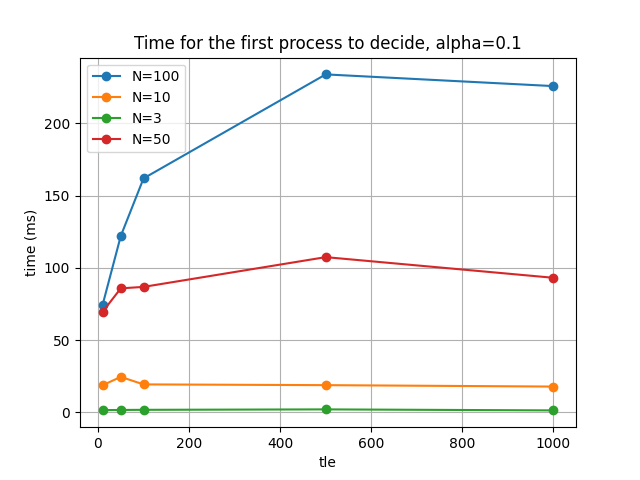 Time for the first process to decide, alpha=0.1
N=100
N=10
N=3
N=50
200
150
100
50
0
time (ms)
0 200 400 600 800 1000
tle